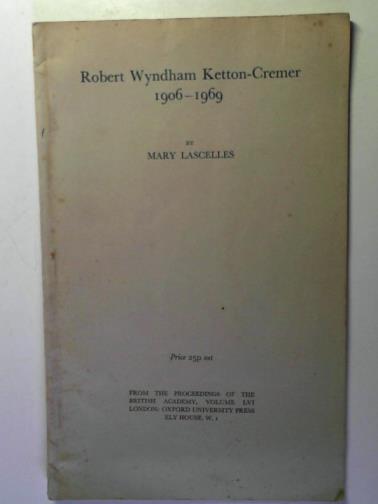 Robert Wyndham Ketton-Cremer
1906–1969
BY
MARY LASCELLES
Price 25p net
FROM THE PROCEEDINGS OF THE
BRITISH ACADEMY, VOLUME LVI
LONDON: OXFORD UNIVERSITY PRESS
ELY HOUSE, W. 1